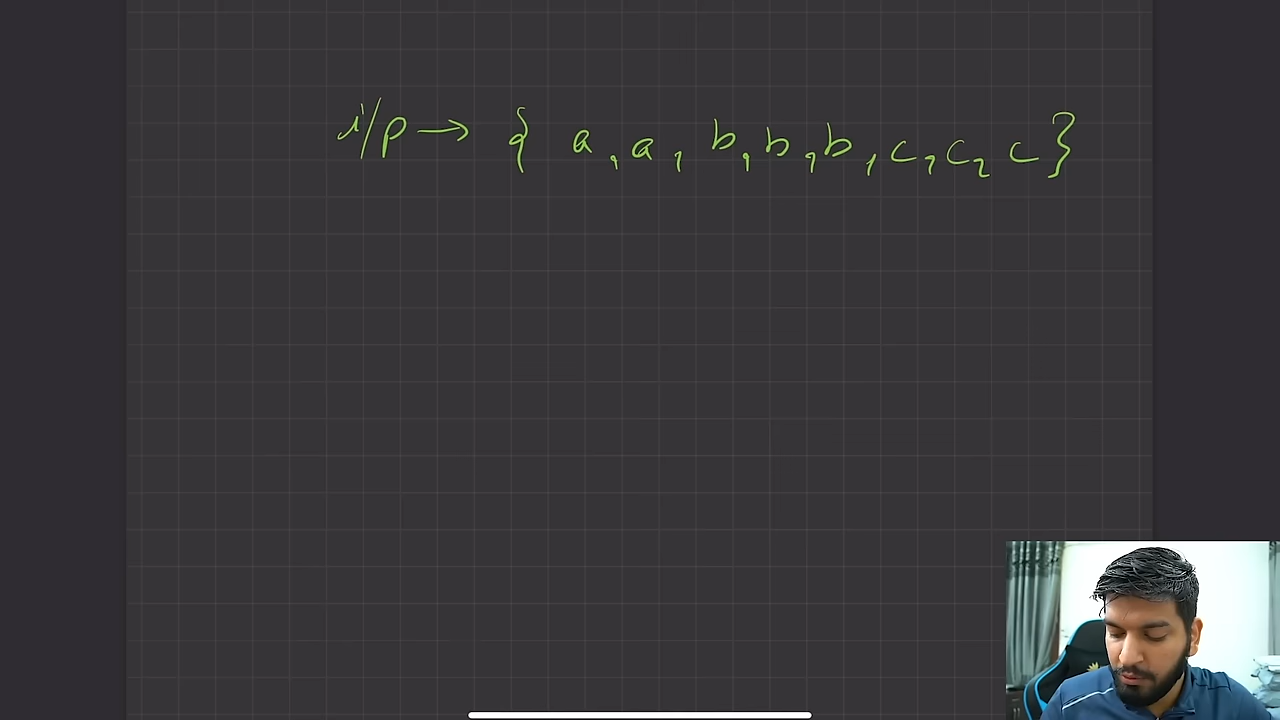 i/p → { a, a, b, b, b, c, c, c }